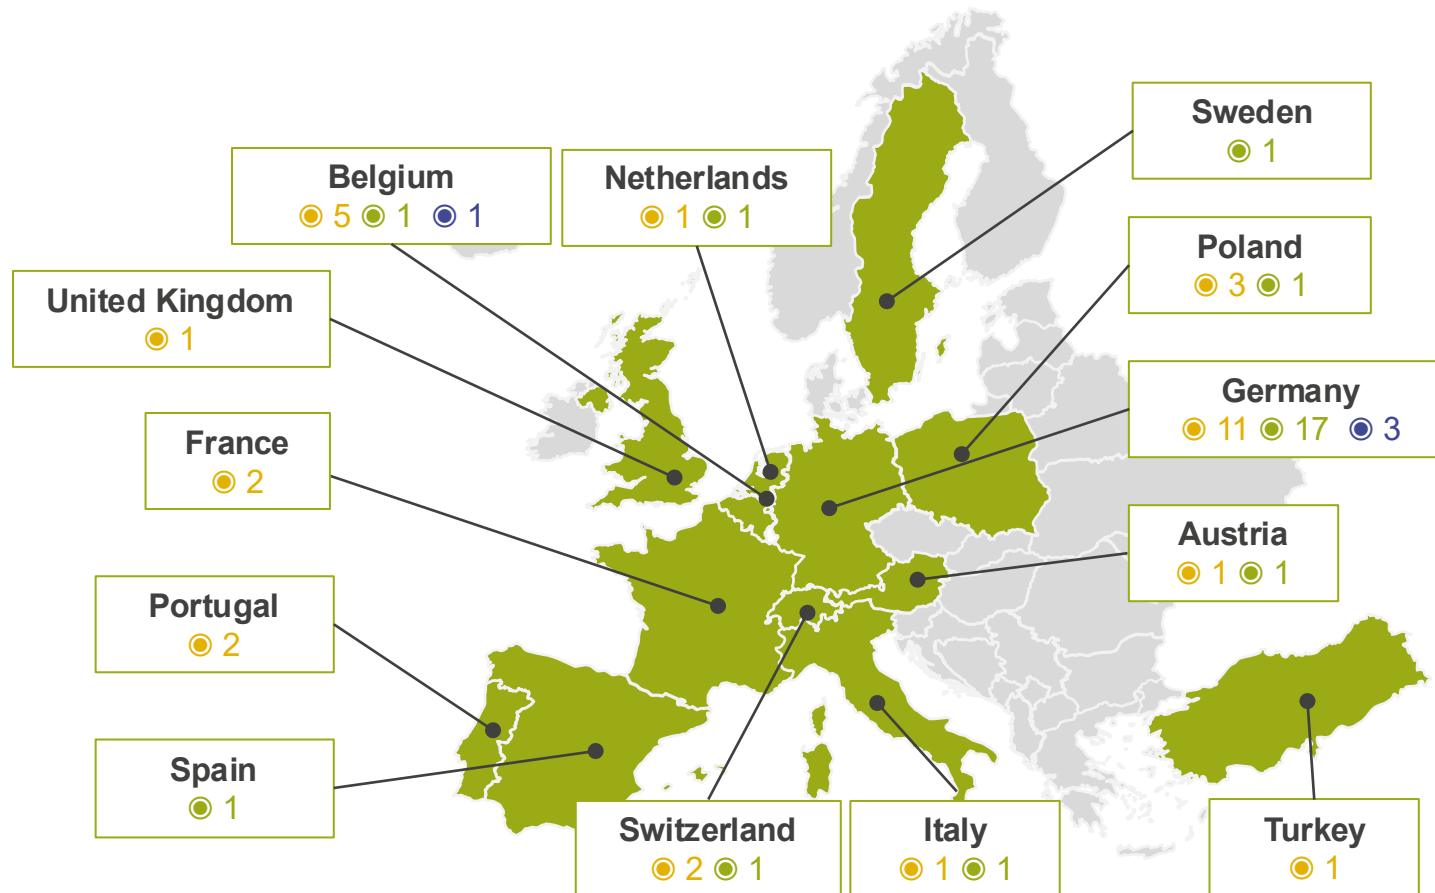 Sweden
1
Belgium
5 1 1
Netherlands
1 1
Poland
3 1
United Kingdom
1
Germany
11 17 3
France
2
Austria
1 1
Portugal
2
Spain
1
Switzerland
2 1
Italy
1 1
Turkey
1